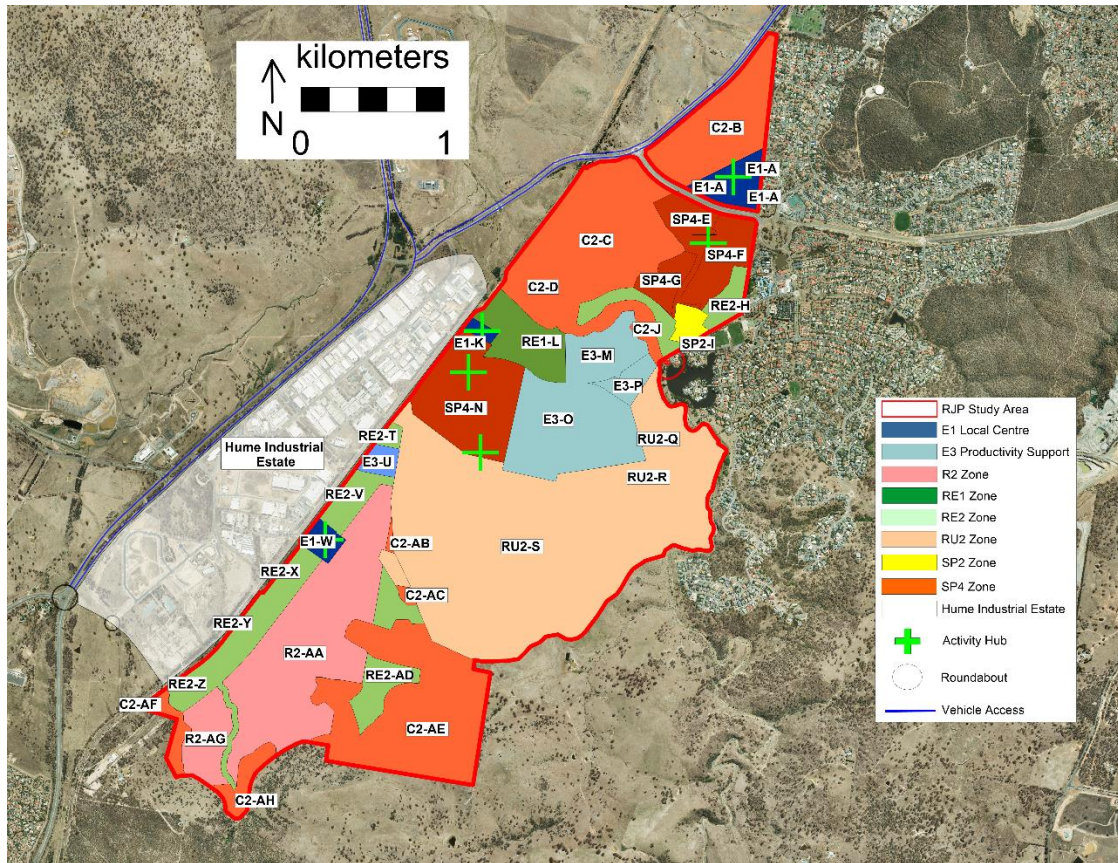 kilometers
N
0
1
C2-B
E1-A
E1-A
E1-A
SP4-E
C2-C
SP4-F
SP4-G
C2-D
RE2-H
C2-J
E1-K
RE1-L
SP2-I
E3-M
SP4-N
E3-P
E3-O
RE2-T
RU2-Q
Hume Industrial
Estate
E3-U
RU2-R
RE2-V
E1-W
C2-AB
RU2-S
RE2-X
C2-AC
RE2-Y
R2-AA
RE2-AD
RE2-Z
C2-AF
R2-AG
C2-AE
C2-AH
RJP Study Area
E1 Local Centre
E3 Productivity Support
R2 Zone
RE1 Zone
RE2 Zone
RU2 Zone
SP2 Zone
SP4 Zone
Hume Industrial Estate
Activity Hub
Roundabout
Vehicle Access